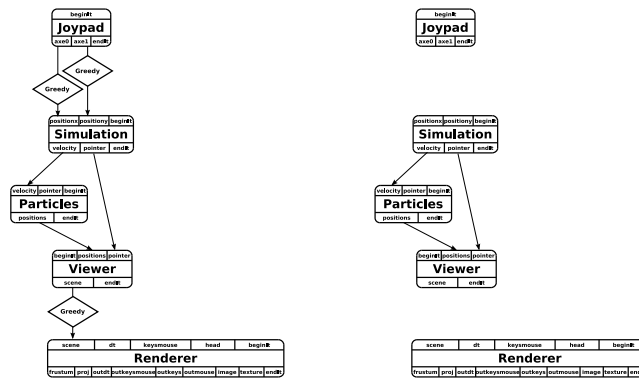 beginit beginit
Joypad Joypad
axe0 axe1 endit axe0 axe1 endit
Greedy
Greedy
positionx positiony beginit positionx positiony beginit
Simulation Simulation
velocity pointer endit velocity pointer endit
velocity pointer beginit velocity pointer beginit
Particles Particles
positions endit positions endit
beginit positions pointer beginit positions pointer
Viewer Viewer
scene endit scene endit
Greedy
scene dt keysmouse head beginit scene dt keysmouse head beginit
Renderer Renderer
frustum proj outdt outkeysmouse outkeys outmouse image texture endit frustum proj outdt outkeysmouse outkeys outmouse image texture endit